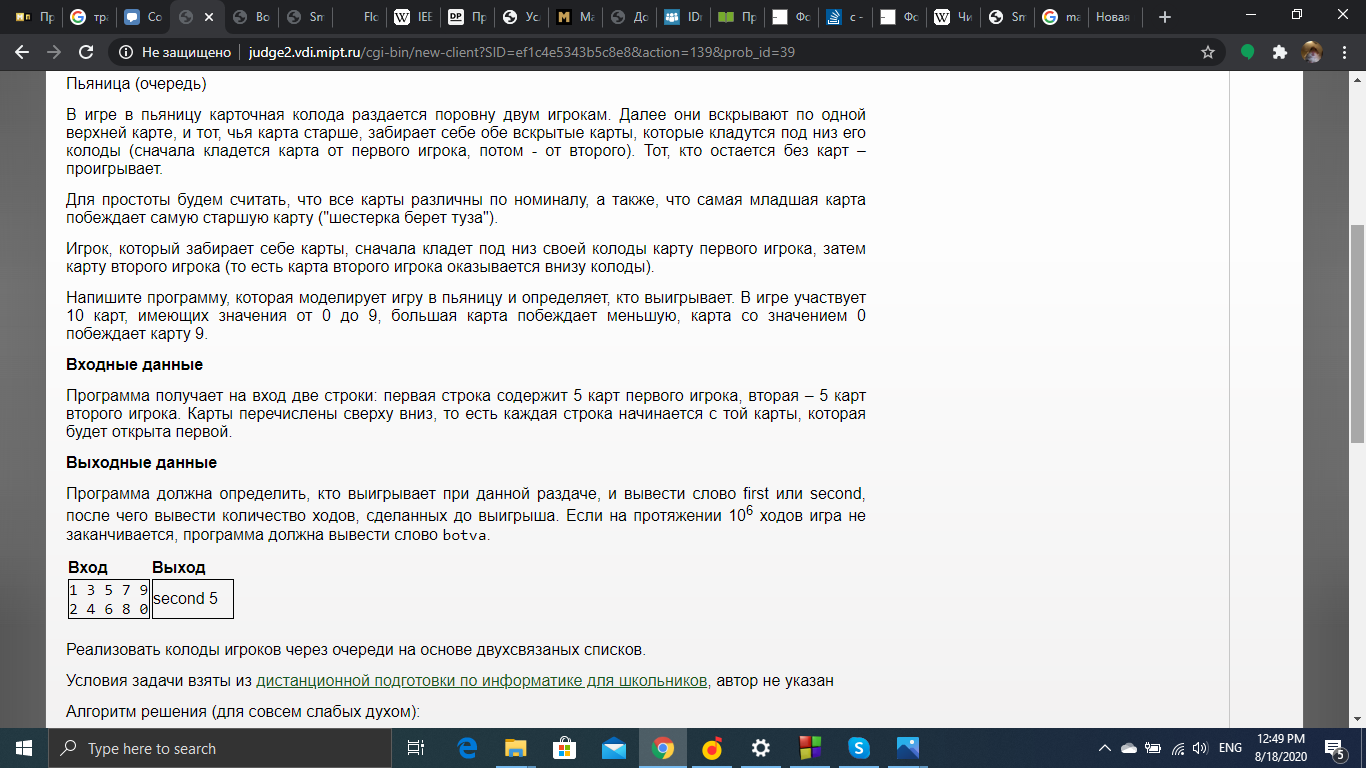 Пр
тра
Co
Во
Sm
Flo
IEE
DP
Пр
Усл
M
Ma
До
IDI
Пр
Фо
c -
Фо
Чи
Sm
ma
Новая
Не защищено | judge2.vdi.mipt.ru/cgi-bin/new-client?SID=ef1c4e5343b5c8e8&action=139&prob_id=39
Пьяница (очередь)
В игре в пьяницу карточная колода раздается поровну двум игрокам. Далее они вскрывают по одной
верхней карте, и тот, чья карта старше, забирает себе обе вскрытые карты, которые кладутся под низ его
колоды (сначала кладется карта от первого игрока, потом - от второго). Тот, кто остается без карт –
проигрывает.
Для простоты будем считать, что все карты различны по номиналу, а также, что самая младшая карта
побеждает самую старшую карту ("шестерка берет туза").
Игрок, который забирает себе карты, сначала кладет под низ своей колоды карту первого игрока, затем
карту второго игрока (то есть карта второго игрока оказывается внизу колоды).
Напишите программу, которая моделирует игру в пьяницу и определяет, кто выигрывает. В игре участвует
10 карт, имеющих значения от 0 до 9, большая карта побеждает меньшую, карта со значением 0
побеждает карту 9.
Входные данные
Программа получает на вход две строки: первая строка содержит 5 карт первого игрока, вторая – 5 карт
второго игрока. Карты перечислены сверху вниз, то есть каждая строка начинается с той карты, которая
будет открыта первой.
Выходные данные
Программа должна определить, кто выигрывает при данной раздаче, и вывести слово first или second,
после чего вывести количество ходов, сделанных до выигрыша. Если на протяжении 10⁶ ходов игра не
заканчивается, программа должна вывести слово botva.
Вход Выход
1 3 5 7 9
2 4 6 8 0
second 5
Реализовать колоды игроков через очереди на основе двухсвязаных списков.
Условия задачи взяты из дистанционной подготовки по информатике для школьников, автор не указан
Алгоритм решения (для совсем слабых духом):
Type here to search
ENG
12:49 PM
8/18/2020
5